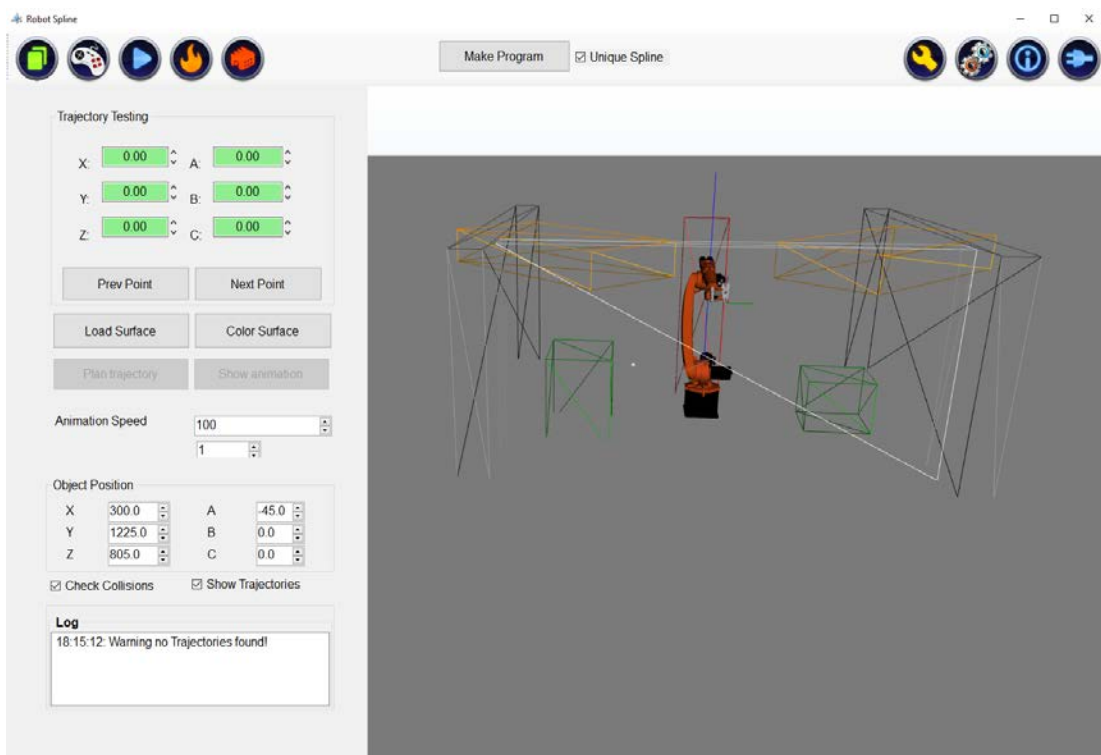 Robot Spline
Make Program
Unique Spline
Trajectory Testing
X: 0.00 A: 0.00
Y: 0.00 B: 0.00
Z: 0.00 C: 0.00
Prev Point Next Point
Load Surface Color Surface
Plan trajectory Show animation
Animation Speed 100
1
Object Position
X 300.0 A -45.0
Y 1225.0 B 0.0
Z 805.0 C 0.0
Check Collisions Show Trajectories
Log
18:15:12: Warning no Trajectories found!